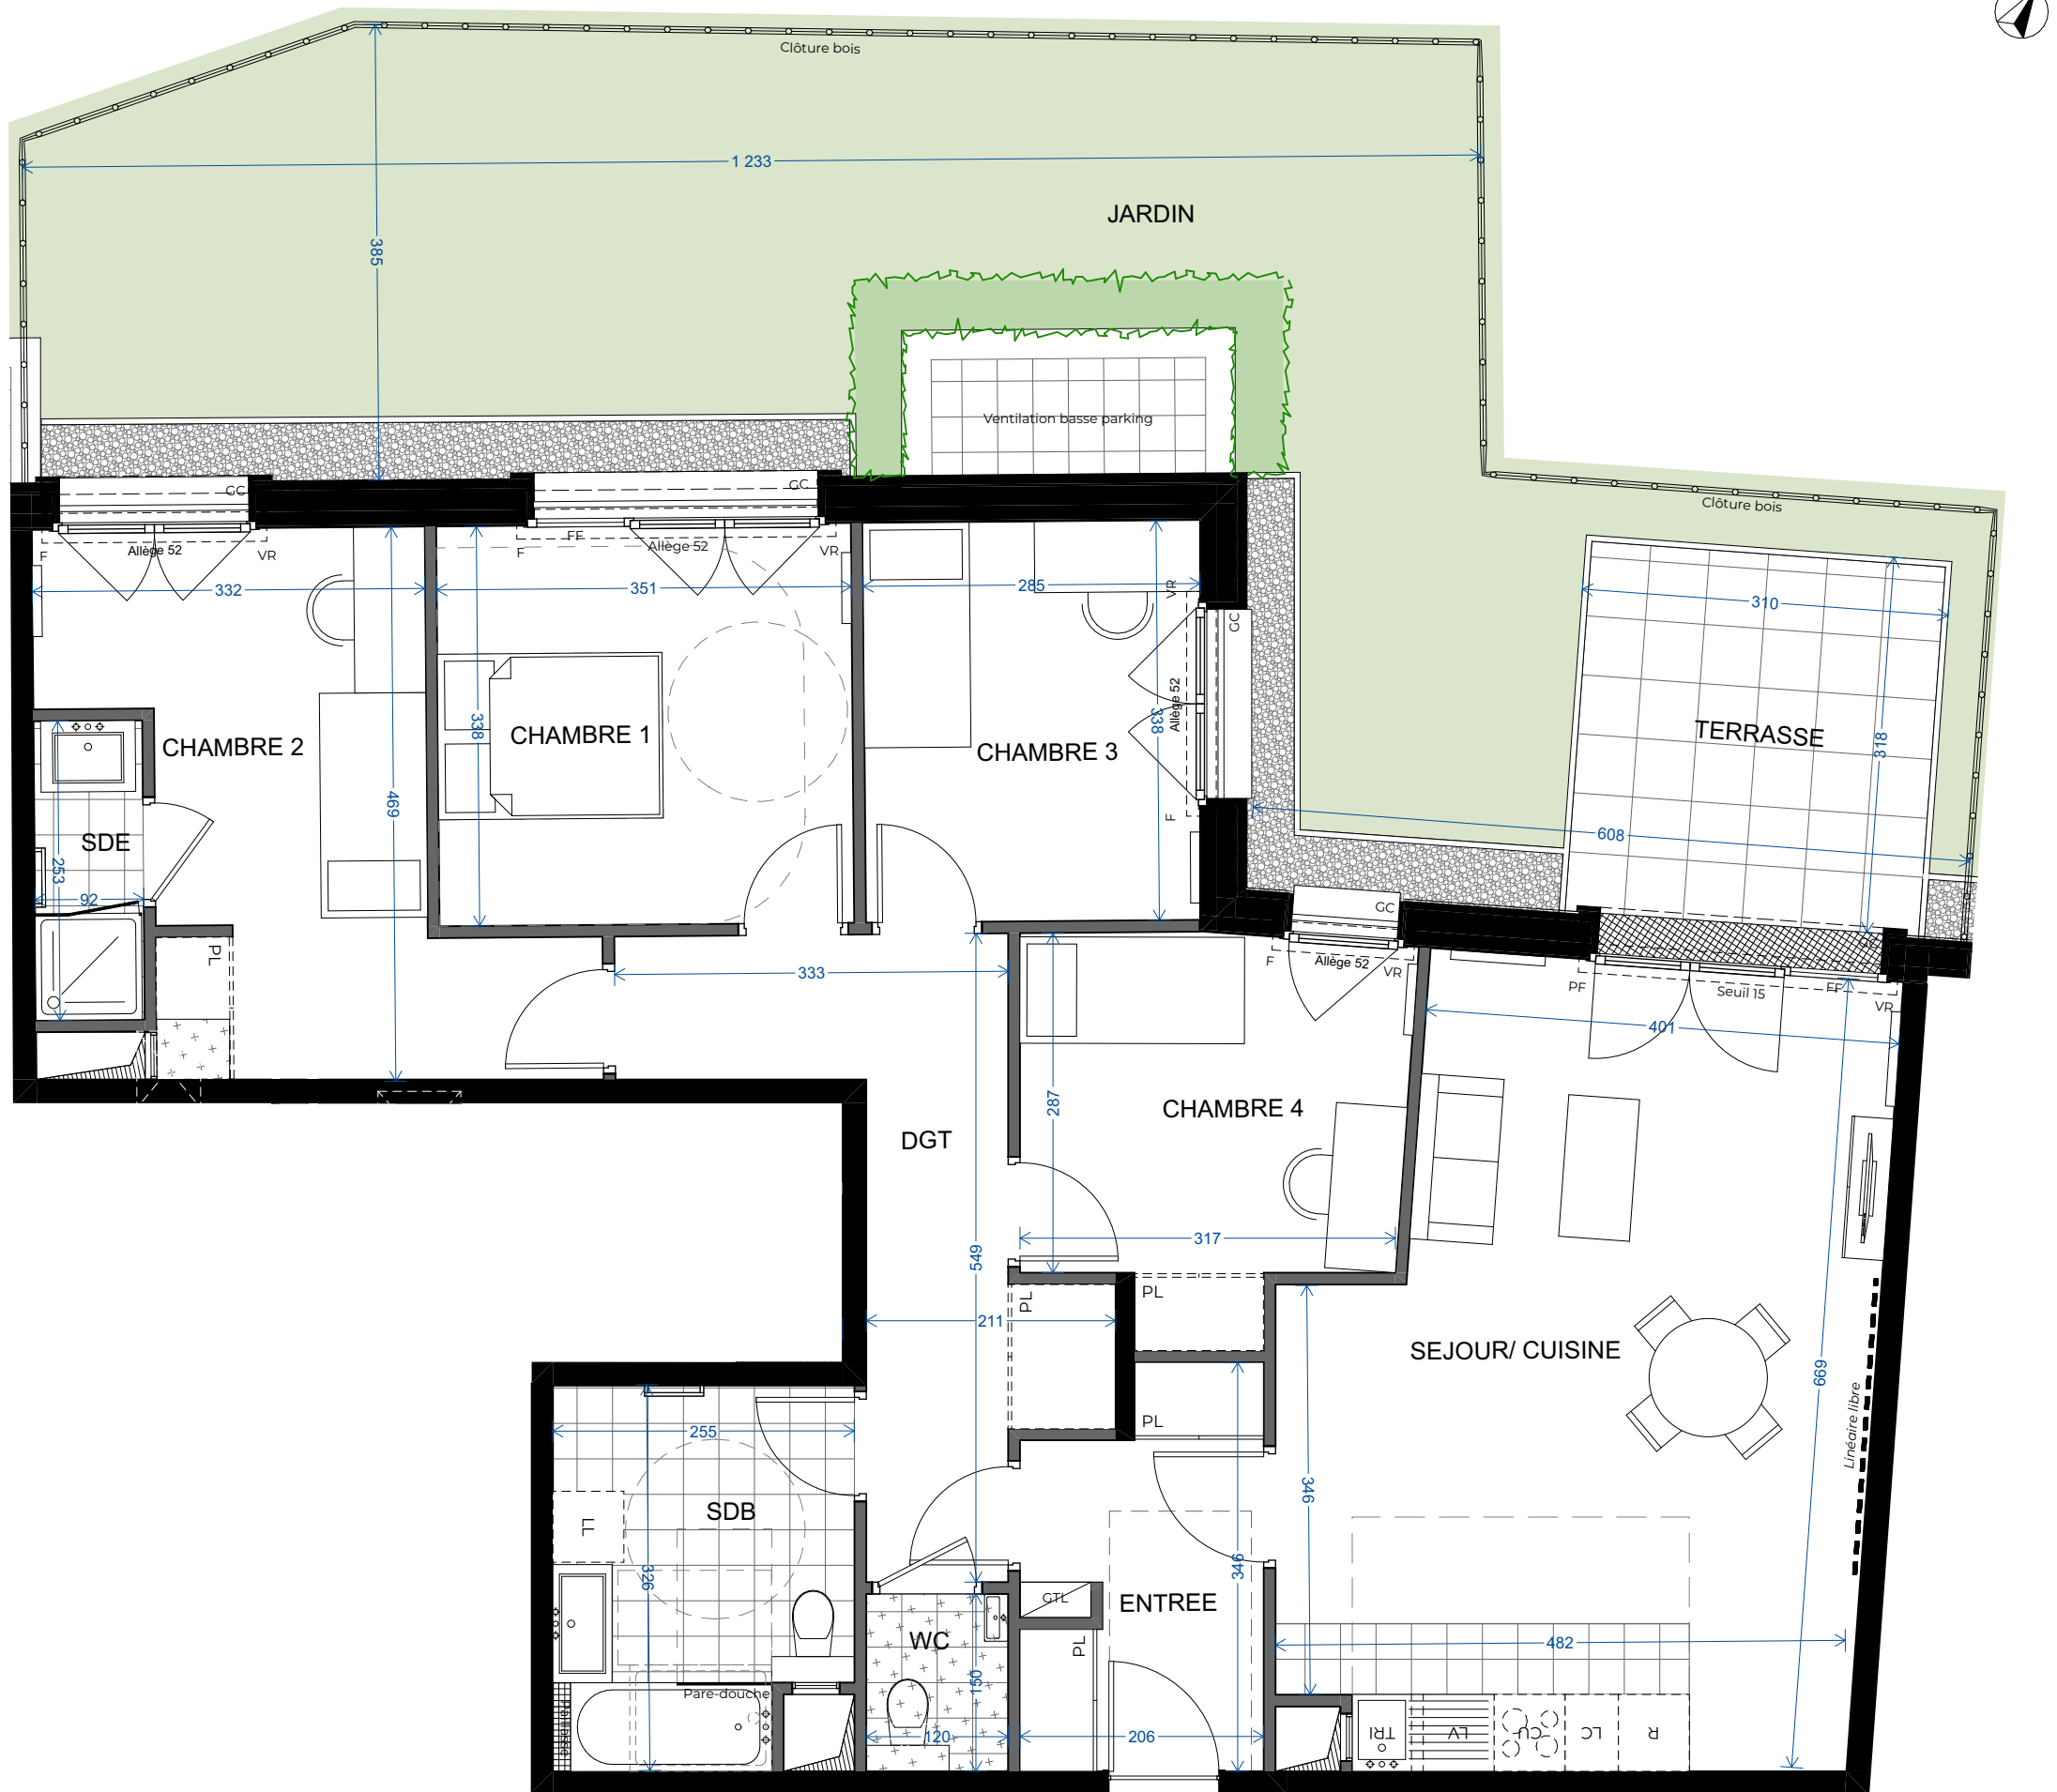 Clôture bois
1 233
JARDIN
385
Ventilation basse parking
Clôture bois
GC
GC
F
Allège 52
VR
F
FF
Allège 52
VR
332
351
285
VR
GC
310
338
338
Allège 52
318
CHAMBRE 2
CHAMBRE 1
CHAMBRE 3
TERRASSE
469
F
608
SDE
253
92
GC
GC
PL
333
F
Allège 52
VR
PF
Seuil 15
FF
VR
401
287
CHAMBRE 4
DGT
549
317
PL
PL
211
SEJOUR/ CUISINE
669
Linéaire libre
PL
255
346
SDB
LL
346
326
GTL
ENTREE
WC
PL
482
150
Pare-douche
Paillasse
120
206
TRI
LV
CU
LC
R